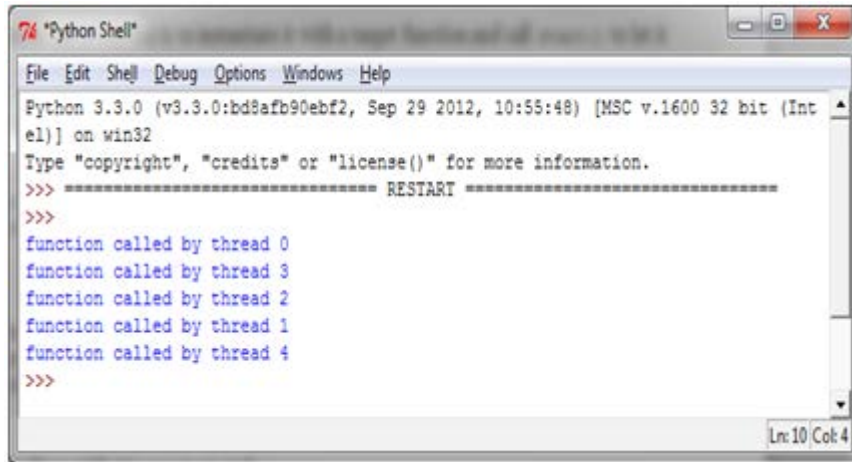 *Python Shell*
File Edit Shell Debug Options Windows Help
Python 3.3.0 (v3.3.0:bd8afb90ebf2, Sep 29 2012, 10:55:48) [MSC v.1600 32 bit (Int
el)] on win32
Type "copyright", "credits" or "license()" for more information.
>>> ================================ RESTART ================================
>>>
function called by thread 0
function called by thread 3
function called by thread 2
function called by thread 1
function called by thread 4
>>>
Ln: 10 Col: 4